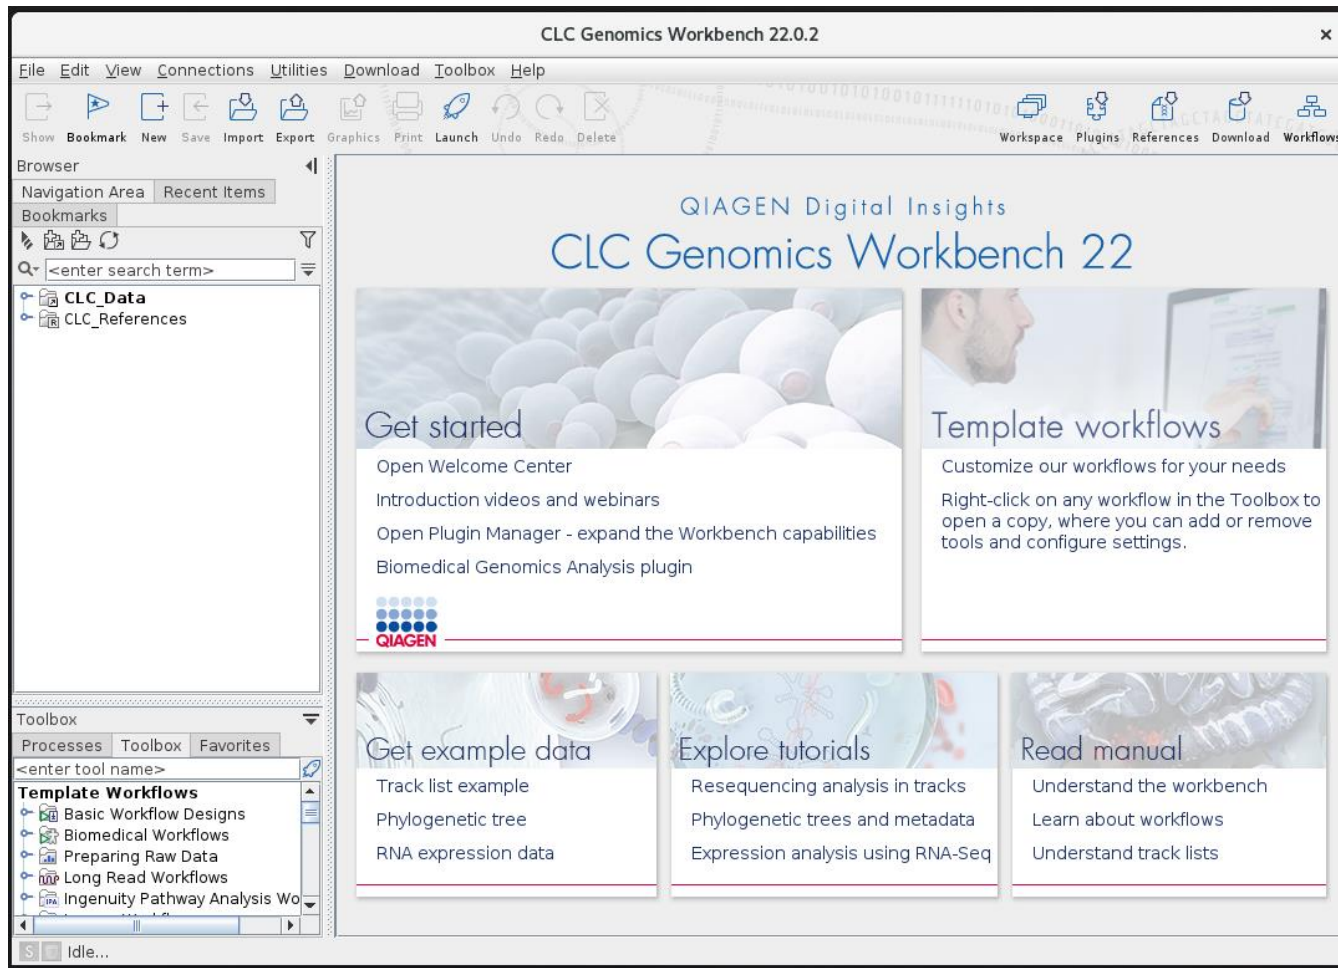 CLC Genomics Workbench 22.0.2
File Edit View Connections Utilities Download Toolbox Help
Show Bookmark New Save Import Export Graphics Print Launch Undo Redo Delete Workspace Plugins References Download Workflows
Browser
Navigation Area Recent Items
Bookmarks
<enter search term>
CLC_Data
CLC_References
QIAGEN Digital Insights
CLC Genomics Workbench 22
Get started
Open Welcome Center
Introduction videos and webinars
Open Plugin Manager - expand the Workbench capabilities
Biomedical Genomics Analysis plugin
QIAGEN
Template workflows
Customize our workflows for your needs
Right-click on any workflow in the Toolbox to
open a copy, where you can add or remove
tools and configure settings.
Get example data
Track list example
Phylogenetic tree
RNA expression data
Explore tutorials
Resequencing analysis in tracks
Phylogenetic trees and metadata
Expression analysis using RNA-Seq
Read manual
Understand the workbench
Learn about workflows
Understand track lists
Toolbox
Processes Toolbox Favorites
<enter tool name>
Template Workflows
Basic Workflow Designs
Biomedical Workflows
Preparing Raw Data
Long Read Workflows
Ingenuity Pathway Analysis Wo
Idle...